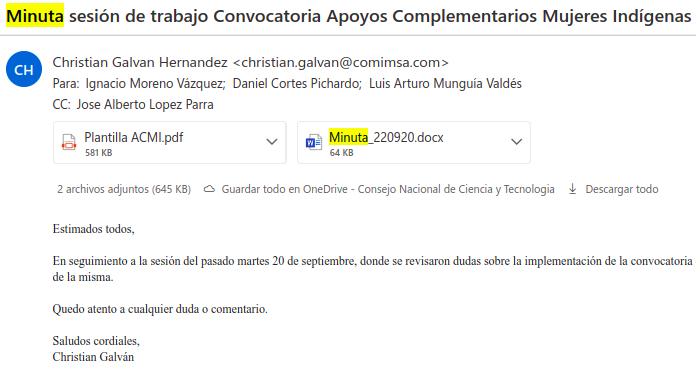 Minuta sesión de trabajo Convocatoria Apoyos Complementarios Mujeres Indígenas
CH
Christian Galvan Hernandez <christian.galvan@comimsa.com>
Para: Ignacio Moreno Vázquez; Daniel Cortes Pichardo; Luis Arturo Munguía Valdés
CC: Jose Alberto Lopez Parra
Plantilla ACMI.pdf
581 KB
Minuta_220920.docx
64 KB
2 archivos adjuntos (645 KB) Guardar todo en OneDrive - Consejo Nacional de Ciencia y Tecnologia Descargar todo
Estimados todos,
En seguimiento a la sesión del pasado martes 20 de septiembre, donde se revisaron dudas sobre la implementación de la convocatoria
de la misma.
Quedo atento a cualquier duda o comentario.
Saludos cordiales,
Christian Galván